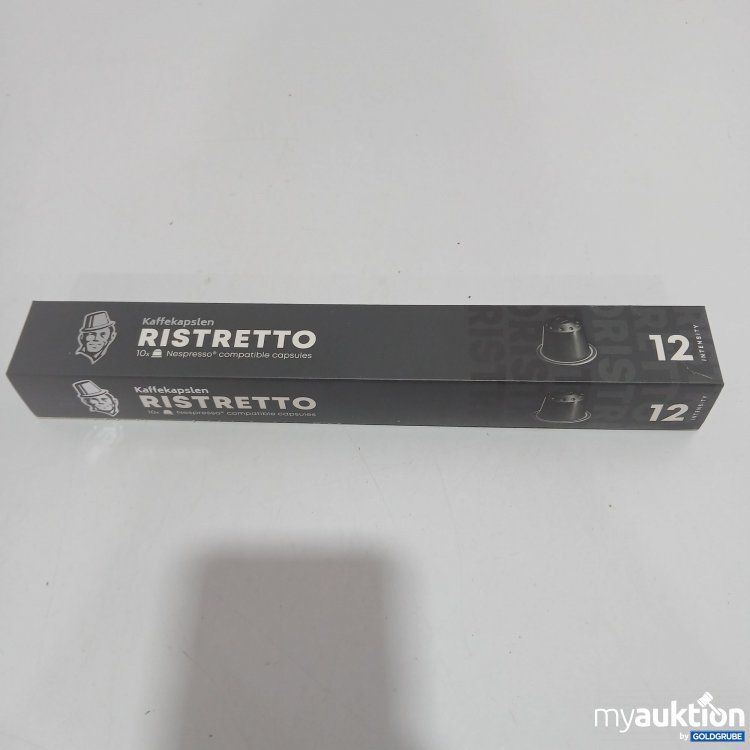 Kaffekapslen
RISTRETTO
10x Nespresso® compatible capsules
12
INTENSITY
Kaffekapslen
RISTRETTO
10x Nespresso® compatible capsules
12
INTENSITY
myauktion
by GOLDGRUBE